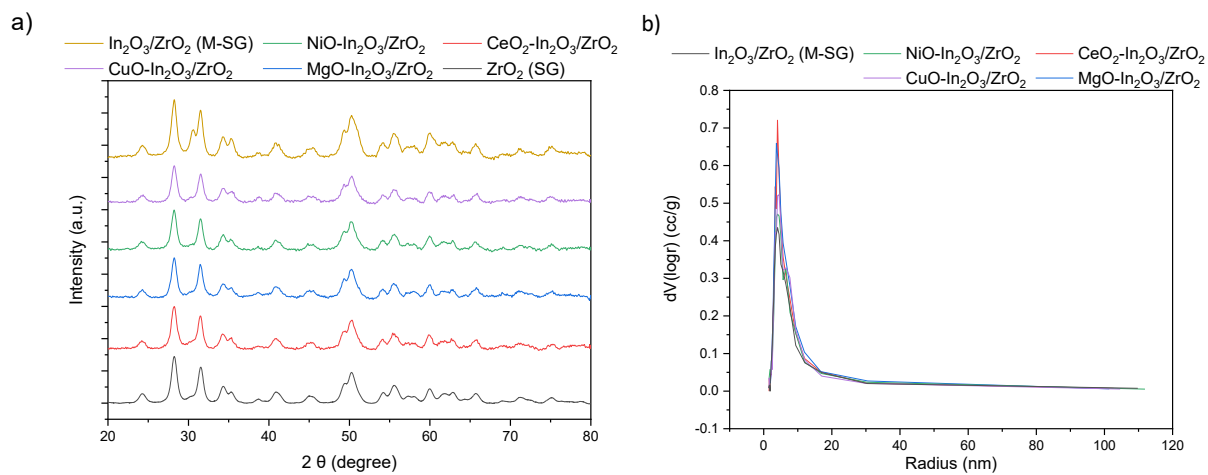 a)
In₂O₃/ZrO₂ (M-SG) NiO-In₂O₃/ZrO₂ CeO₂-In₂O₃/ZrO₂
CuO-In₂O₃/ZrO₂ MgO-In₂O₃/ZrO₂ ZrO₂ (SG)
Intensity (a.u.)
20 30 40 50 60 70 80
2 θ (degree)
b)
In₂O₃/ZrO₂ (M-SG) NiO-In₂O₃/ZrO₂ CeO₂-In₂O₃/ZrO₂
CuO-In₂O₃/ZrO₂ MgO-In₂O₃/ZrO₂
dV(logr) (cc/g)
0.8
0.7
0.6
0.5
0.4
0.3
0.2
0.1
0.0
-0.1
0 20 40 60 80 100 120
Radius (nm)